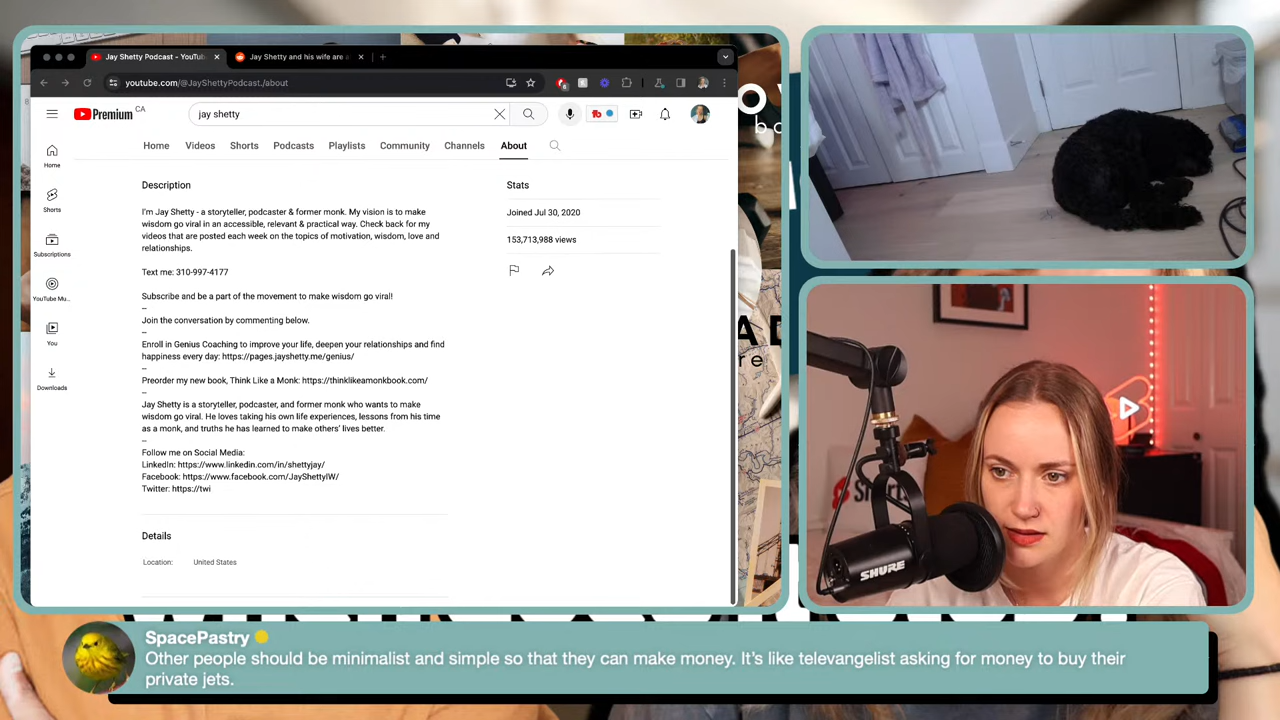 Jay Shetty Podcast - YouTub
Jay Shetty and his wife are a
youtube.com/@JayShettyPodcast./about
6
Premium
CA
jay shetty
Home
Videos
Shorts
Podcasts
Playlists
Community
Channels
About
Home
Shorts
Subscriptions
YouTube Mu...
You
Downloads
Description
I'm Jay Shetty - a storyteller, podcaster & former monk. My vision is to make
wisdom go viral in an accessible, relevant & practical way. Check back for my
videos that are posted each week on the topics of motivation, wisdom, love and
relationships.
Text me: 310-997-4177
Subscribe and be a part of the movement to make wisdom go viral!
--
Join the conversation by commenting below.
--
Enroll in Genius Coaching to improve your life, deepen your relationships and find
happiness every day: https://pages.jayshetty.me/genius/
--
Preorder my new book, Think Like a Monk: https://thinklikeamonkbook.com/
--
Jay Shetty is a storyteller, podcaster, and former monk who wants to make
wisdom go viral. He loves taking his own life experiences, lessons from his time
as a monk, and truths he has learned to make others' lives better.
--
Follow me on Social Media:
LinkedIn: https://www.linkedin.com/in/shettyjay/
Facebook: https://www.facebook.com/JayShettyIW/
Twitter: https://twi
Details
Location: United States
Stats
Joined Jul 30, 2020
153,713,988 views
SHURE
SpacePastry
Other people should be minimalist and simple so that they can make money. It's like televangelist asking for money to buy their
private jets.